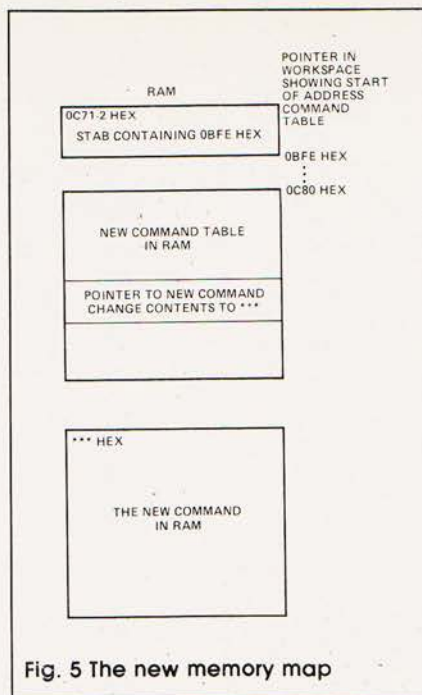 RAM
POINTER IN
WORKSPACE
SHOWING START
OF ADDRESS
COMMAND
TABLE
0C71-2 HEX
STAB CONTAINING 0BFE HEX
0BFE HEX
0C80 HEX
NEW COMMAND TABLE
IN RAM
POINTER TO NEW COMMAND
CHANGE CONTENTS TO ***
*** HEX
THE NEW COMMAND
IN RAM
Fig. 5 The new memory map